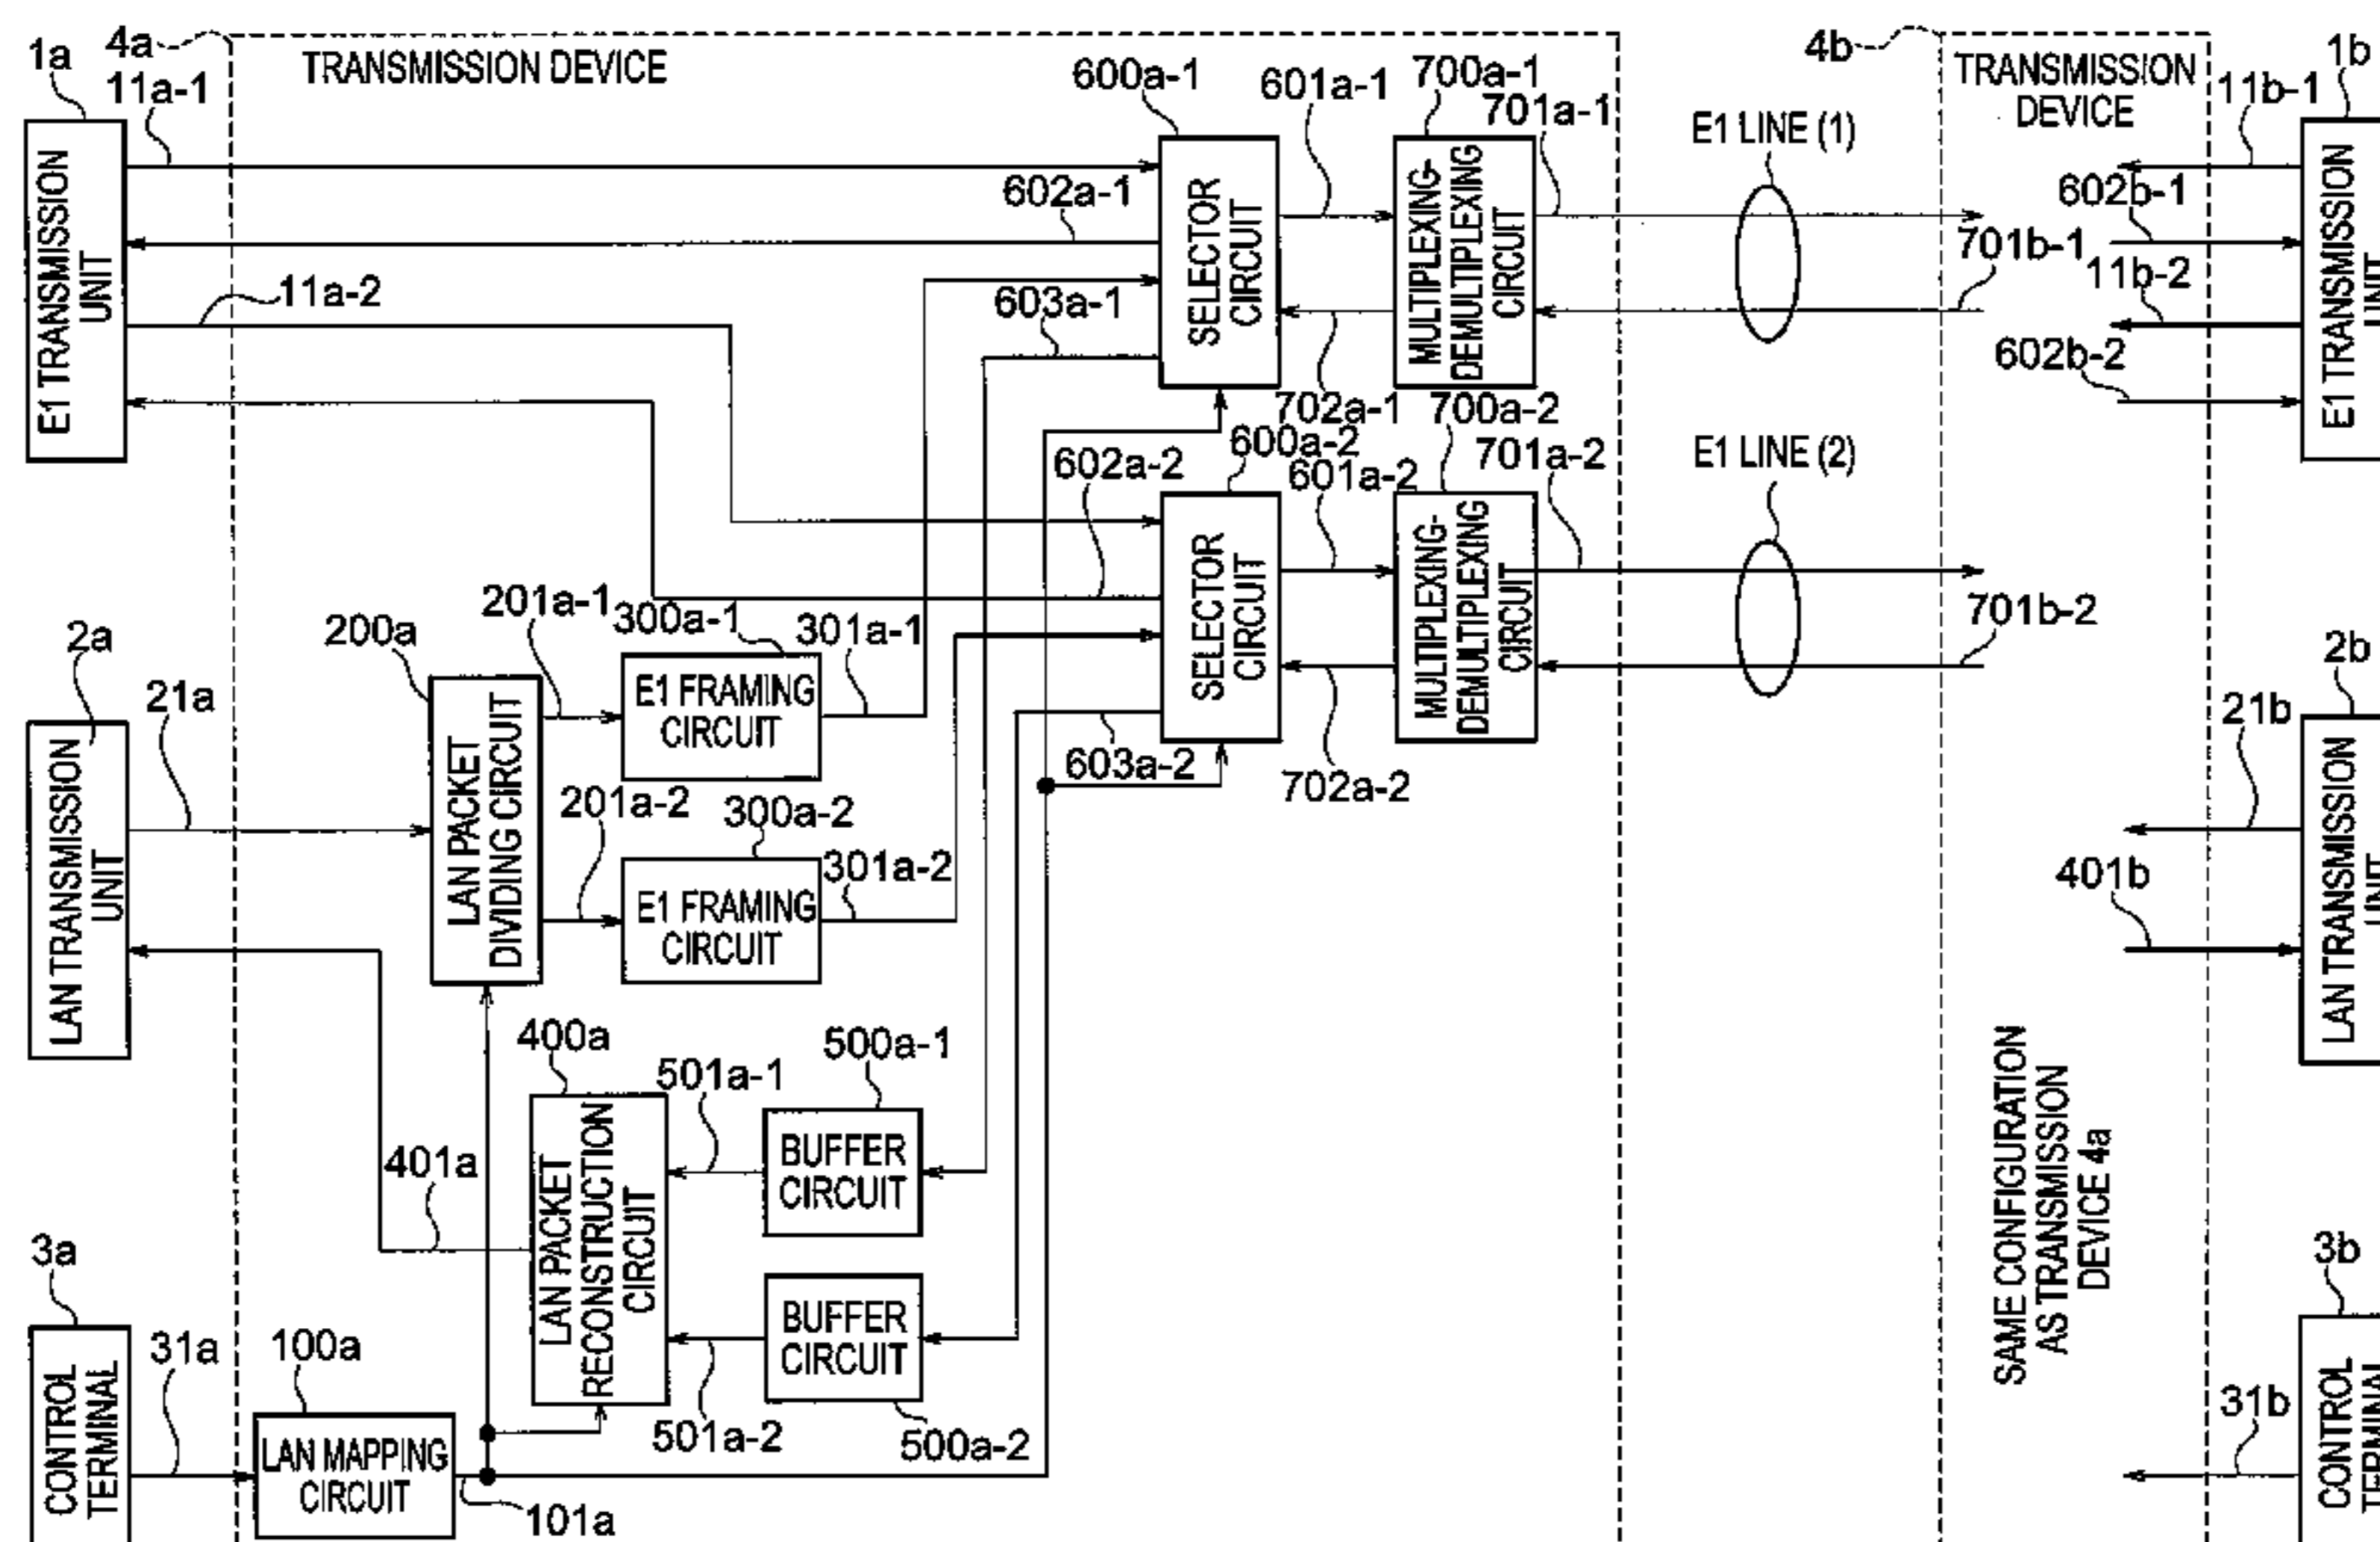 1a
4a
11a-1
TRANSMISSION DEVICE
600a-1
601a-1
700a-1
701a-1
E1 LINE (1)
4b
TRANSMISSION
DEVICE
11b-1
1b
E1 TRANSMISSION
UNIT
602a-1
11a-2
603a-1
SELECTOR
CIRCUIT
MULTIPLEXING-
DEMULTIPLEXING
CIRCUIT
702a-1
701b-1
602b-1
11b-2
602b-2
E1 TRANSMISSION
UNIT
600a-2
602a-2
601a-2
700a-2
701a-2
E1 LINE (2)
SELECTOR
CIRCUIT
MULTIPLEXING-
DEMULTIPLEXING
CIRCUIT
603a-2
702a-2
701b-2
2a
21a
LAN TRANSMISSION
UNIT
200a
LAN PACKET
DIVIDING CIRCUIT
201a-1
300a-1
E1 FRAMING
CIRCUIT
301a-1
201a-2
300a-2
E1 FRAMING
CIRCUIT
301a-2
2b
21b
401b
LAN TRANSMISSION
UNIT
400a
LAN PACKET
RECONSTRUCTION
CIRCUIT
401a
501a-1
500a-1
BUFFER
CIRCUIT
BUFFER
CIRCUIT
501a-2
500a-2
3a
CONTROL
TERMINAL
31a
100a
LAN MAPPING
CIRCUIT
101a
SAME CONFIGURATION
AS TRANSMISSION
DEVICE 4a
3b
31b
CONTROL
TERMINAL